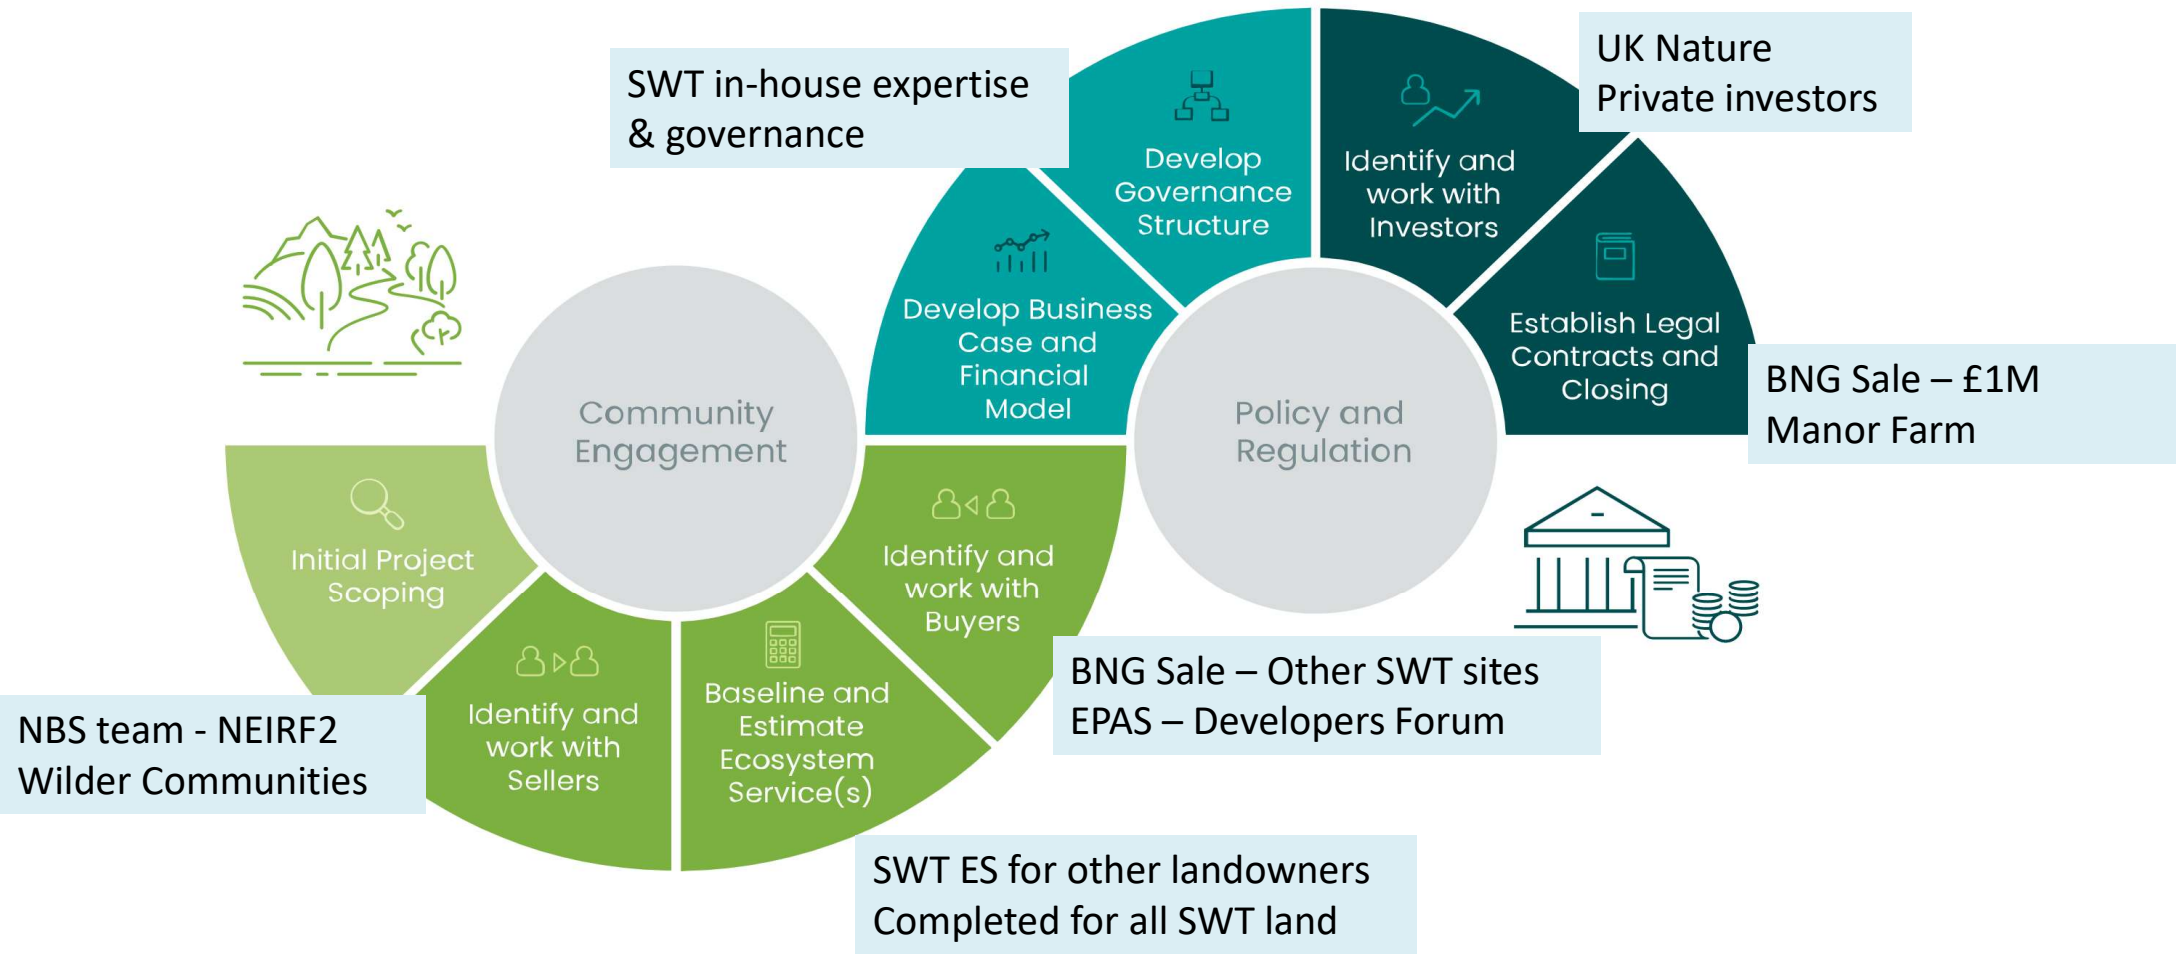 SWT in-house expertise
& governance
UK Nature
Private investors
Develop
Governance
Structure
Identify and
work with
Investors
Develop Business
Case and
Financial
Model
Establish Legal
Contracts and
Closing
BNG Sale – £1M
Manor Farm
Community
Engagement
Policy and
Regulation
Initial Project
Scoping
Identify and
work with
Sellers
Baseline and
Estimate
Ecosystem
Service(s)
Identify and
work with
Buyers
NBS team - NEIRF2
Wilder Communities
BNG Sale – Other SWT sites
EPAS – Developers Forum
SWT ES for other landowners
Completed for all SWT land